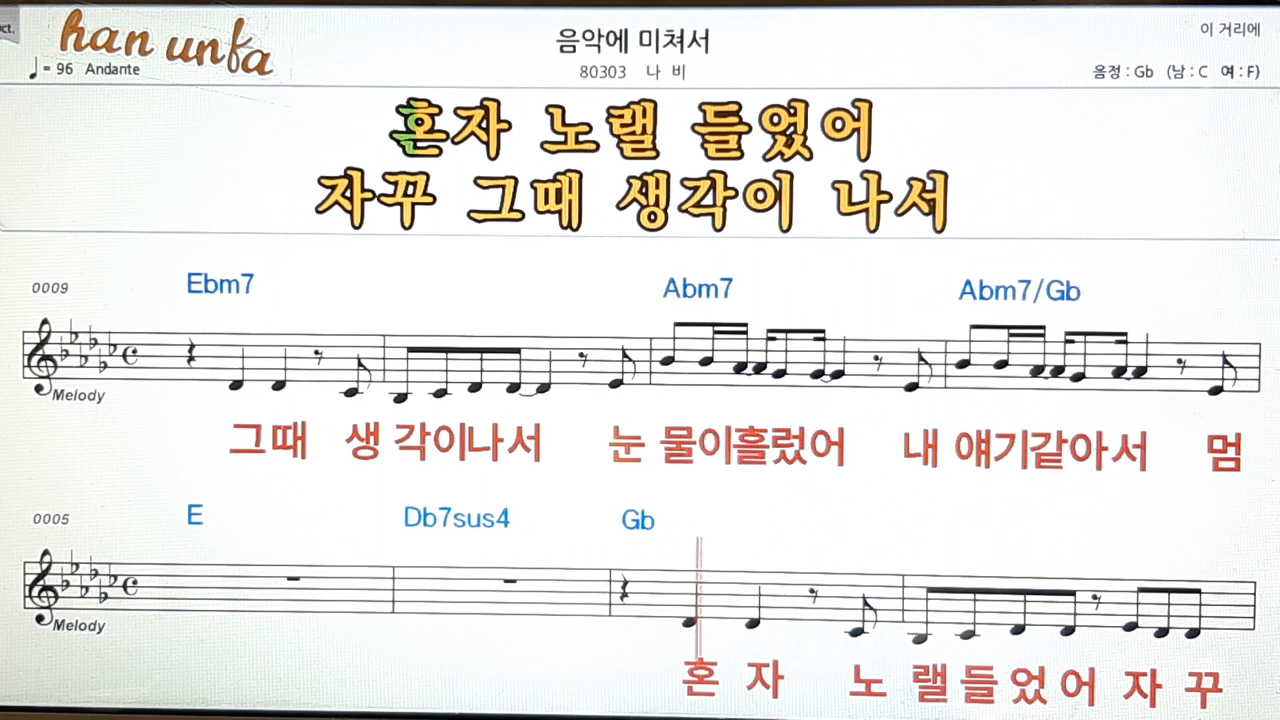 ct.
han unfa
음악에 미쳐서
이 거리에
♩= 96 Andante
80303 나 비
음정 : Gb (남 : C 여 : F)
혼자 노랠 들었어
자꾸 그때 생각이 나서
0009 Ebm7 Abm7 Abm7/Gb
Melody
그때 생 각이나서 눈 물이흘렀어 내 얘기같아서 멈
0005 E Db7sus4 Gb
Melody
혼 자 노 랠 들 었 어 자 꾸